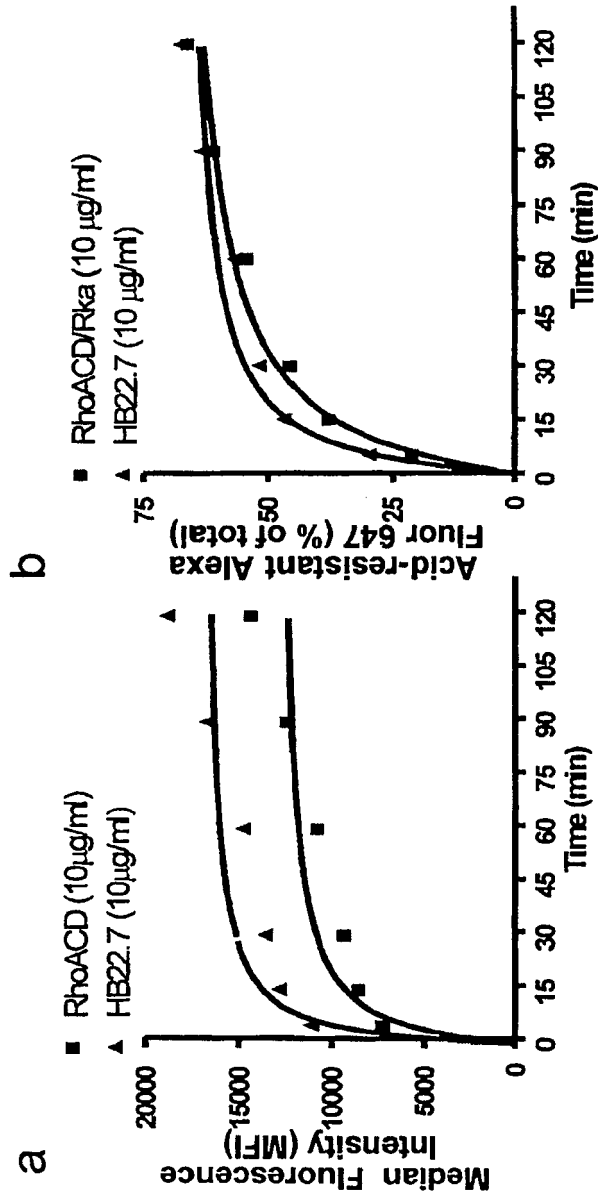 a
■ RhoACD (10µg/ml)
▲ HB22.7 (10µg/ml)
Median Fluorescence
Intensity (MFI)
20000
15000
10000
5000
0
0 15 30 45 60 75 90 105 120
Time (min)
b
■ RhoACD/Rka (10 µg/ml)
▲ HB22.7 (10 µg/ml)
Acid-resistant Alexa
Fluor 647 (% of total)
75
50
25
0
0 15 30 45 60 75 90 105 120
Time (min)